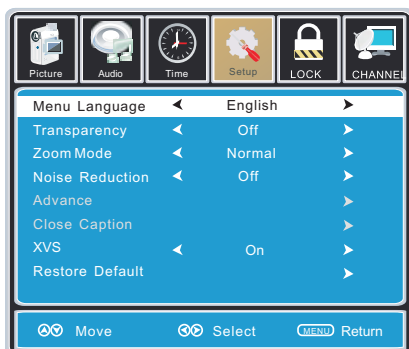 Picture Audio Time Setup LOCK CHANNEL
Menu Language English
Transparency Off
Zoom Mode Normal
Noise Reduction Off
Advance
Close Caption
XVS On
Restore Default
Move Select MENU Return